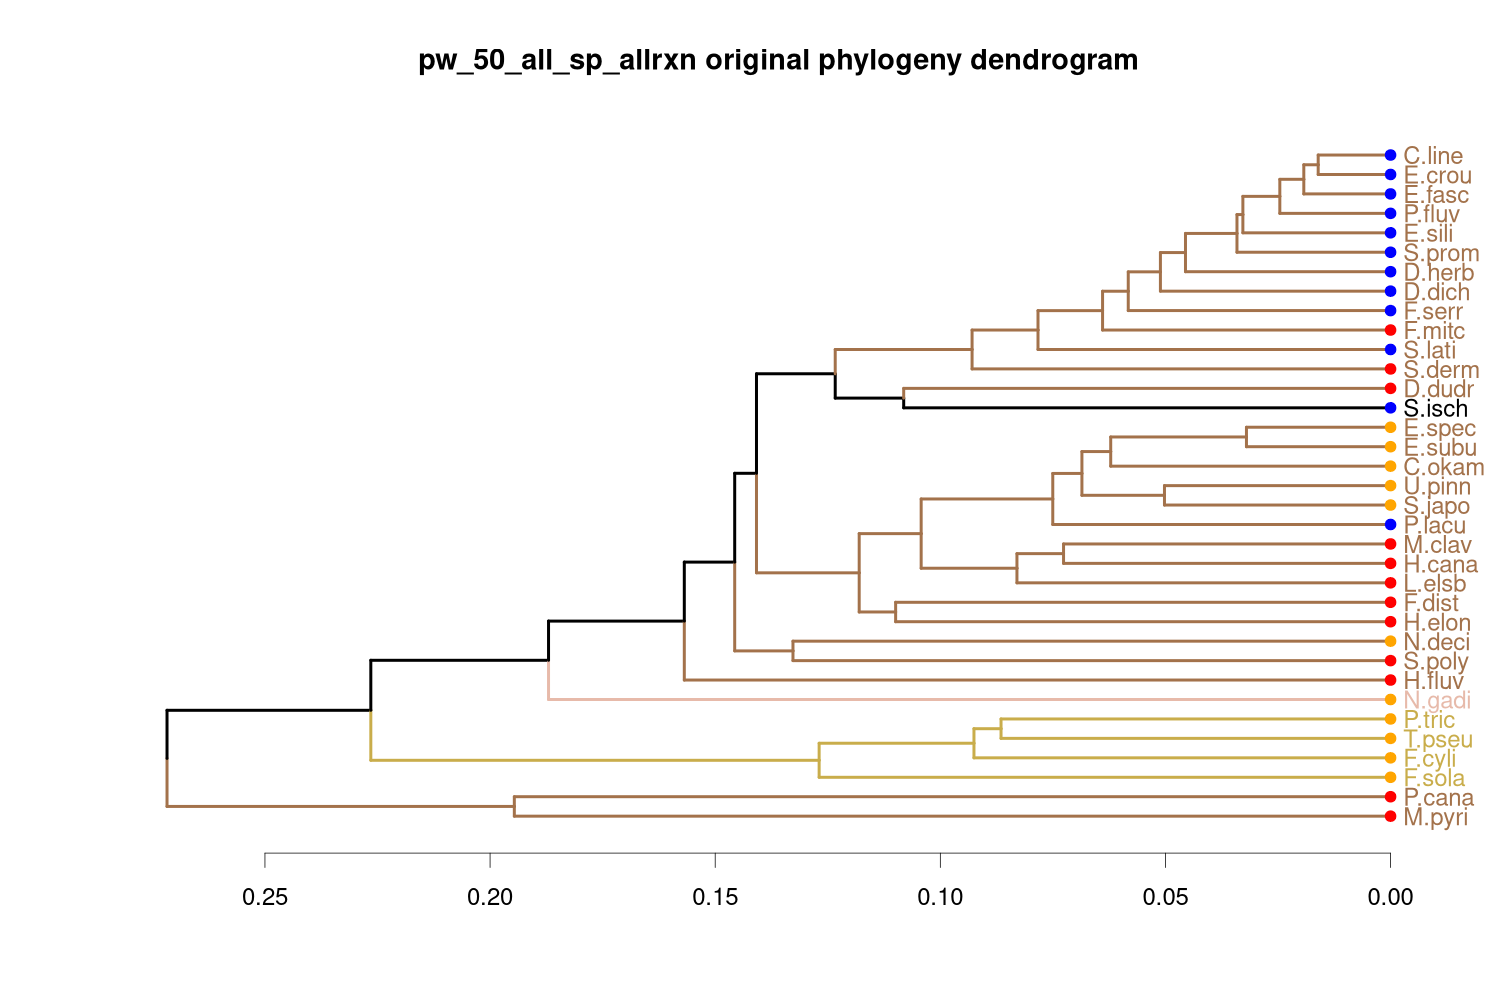 pw_50_all_sp_allrxn original phylogeny dendrogram
C.line
E.crou
E.fasc
P.fluv
E.sili
S.prom
D.herb
D.dich
F.serr
F.mitc
S.lati
S.derm
D.dudr
S.isch
E.spec
E.subu
C.okam
U.pinn
S.japo
P.lacu
M.clav
H.cana
L.elsb
F.dist
H.elon
N.deci
S.poly
H.fluv
N.gadi
P.tric
T.pseu
F.cyli
F.sola
P.cana
M.pyri
0.25 0.20 0.15 0.10 0.05 0.00